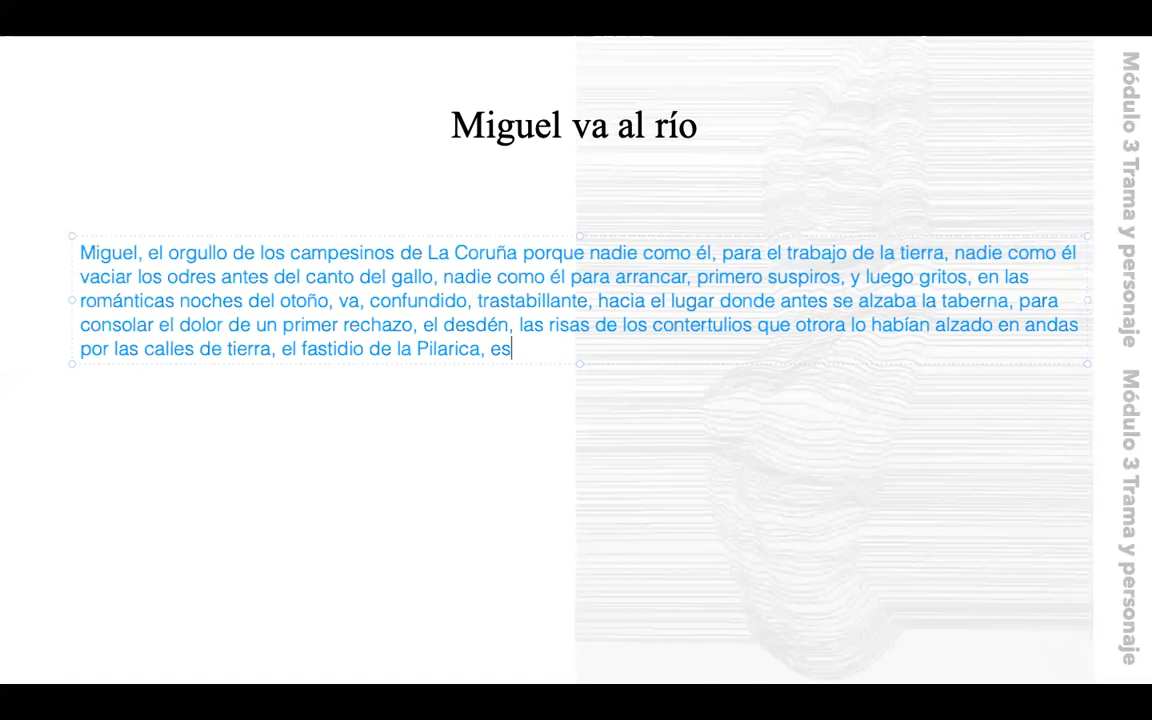 Miguel va al río
Miguel, el orgullo de los campesinos de La Coruña porque nadie como él, para el trabajo de la tierra, nadie como él
vaciar los odres antes del canto del gallo, nadie como él para arrancar, primero suspiros, y luego gritos, en las
románticas noches del otoño, va, confundido, trastabillante, hacia el lugar donde antes se alzaba la taberna, para
consolar el dolor de un primer rechazo, el desdén, las risas de los contertulios que otrora lo habían alzado en andas
por las calles de tierra, el fastidio de la Pilarica, es
Módulo 3 Trama y personaje
Módulo 3 Trama y personaje